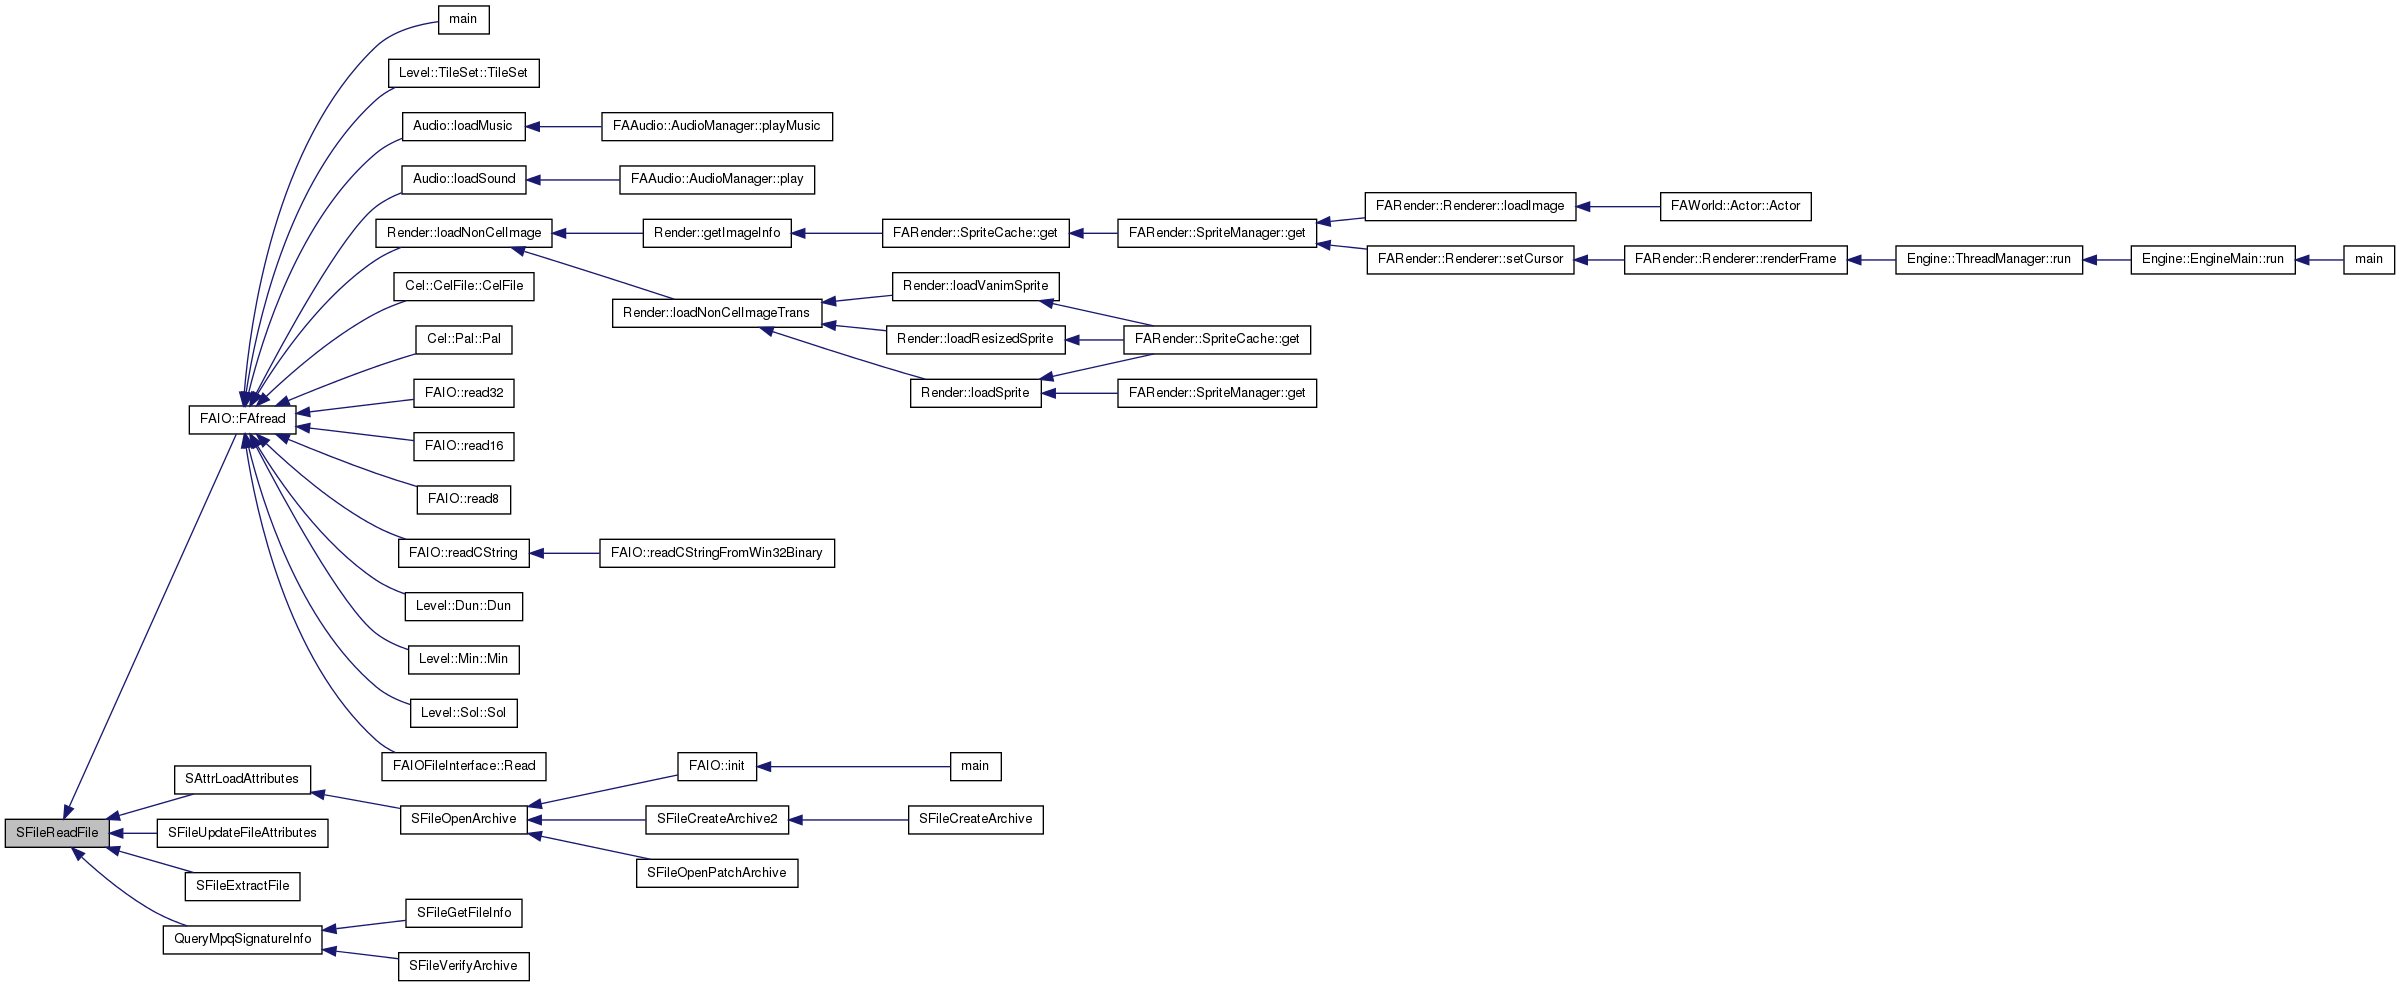 main
Level::TileSet::TileSet
Audio::loadMusic
FAAudio::AudioManager::playMusic
Audio::loadSound
FAAudio::AudioManager::play
FARender::Renderer::loadImage
FAWorld::Actor::Actor
Render::loadNonCelImage
Render::getImageInfo
FARender::SpriteCache::get
FARender::SpriteManager::get
FARender::Renderer::setCursor
FARender::Renderer::renderFrame
Engine::ThreadManager::run
Engine::EngineMain::run
main
Cel::CelFile::CelFile
Render::loadVanimSprite
Render::loadNonCelImageTrans
Cel::Pal::Pal
Render::loadResizedSprite
FARender::SpriteCache::get
FAIO::read32
Render::loadSprite
FARender::SpriteManager::get
FAIO::FAfread
FAIO::read16
FAIO::read8
FAIO::readCString
FAIO::readCStringFromWin32Binary
Level::Dun::Dun
Level::Min::Min
Level::Sol::Sol
FAIOFileInterface::Read
FAIO::init
main
SAttrLoadAttributes
SFileOpenArchive
SFileCreateArchive2
SFileCreateArchive
SFileReadFile
SFileUpdateFileAttributes
SFileOpenPatchArchive
SFileExtractFile
SFileGetFileInfo
QueryMpqSignatureInfo
SFileVerifyArchive